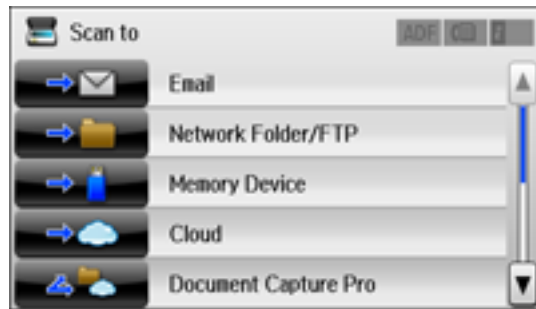 Scan to
ADF
Email
Network Folder/FTP
Memory Device
Cloud
Document Capture Pro